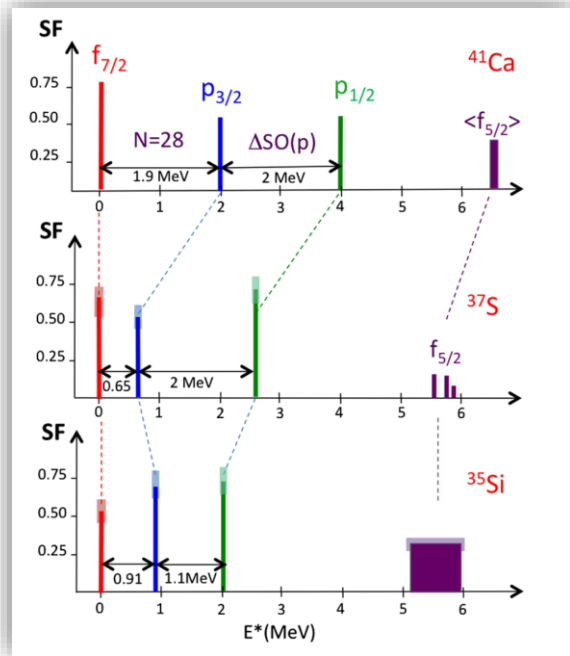 SF
f7/2
41Ca
0.75
p3/2
p1/2
0.50
N=28
ΔSO(p)
<f5/2>
0.25
1.9 MeV
2 MeV
0 1 2 3 4 5 6
SF
0.75
37S
0.50
f5/2
0.25
0.65
2 MeV
0 1 2 3 4 5 6
SF
35Si
0.75
0.50
0.25
0.91
1.1MeV
0 1 2 3 4 5 6
E*(MeV)